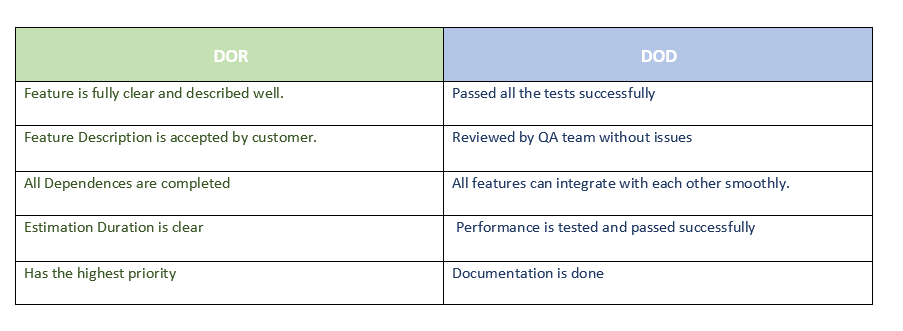 DOR
DOD
Feature is fully clear and described well.
Passed all the tests successfully
Feature Description is accepted by customer.
Reviewed by QA team without issues
All Dependences are completed
All features can integrate with each other smoothly.
Estimation Duration is clear
Performance is tested and passed successfully
Has the highest priority
Documentation is done